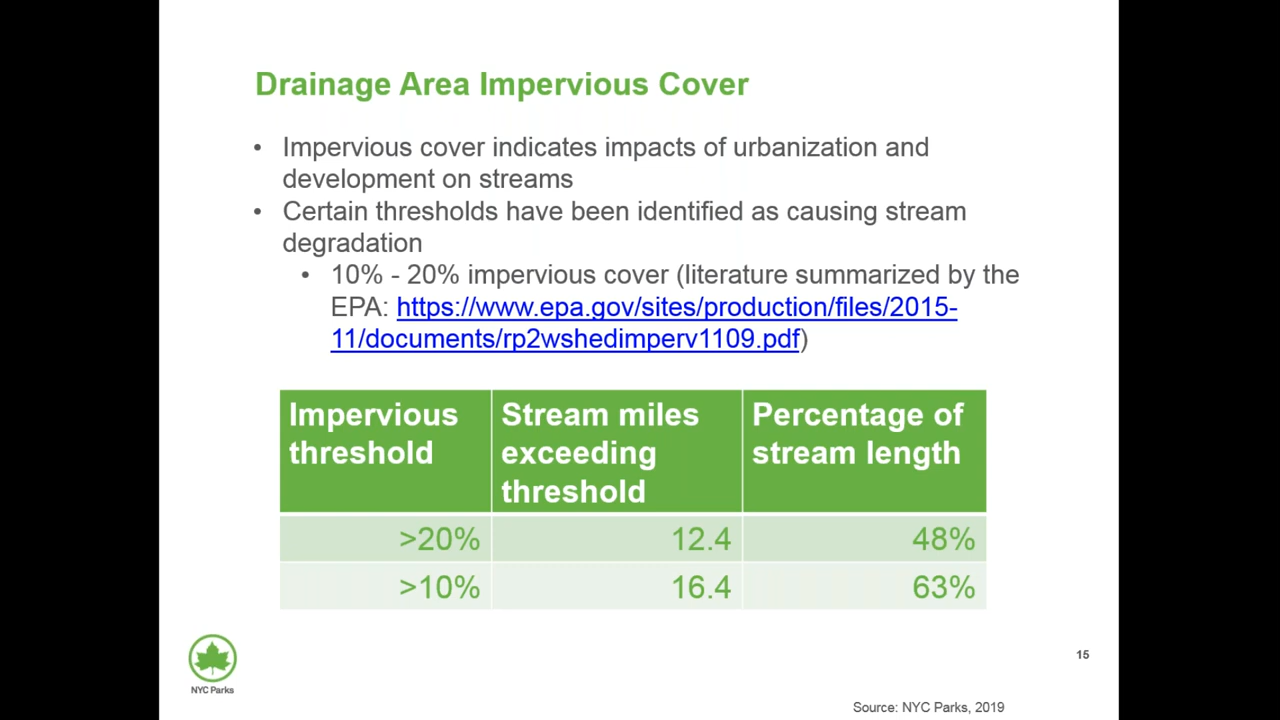 Drainage Area Impervious Cover
• Impervious cover indicates impacts of urbanization and
development on streams
• Certain thresholds have been identified as causing stream
degradation
• 10% - 20% impervious cover (literature summarized by the
EPA: https://www.epa.gov/sites/production/files/2015-
11/documents/rp2wshedimperv1109.pdf)
Impervious threshold
Stream miles exceeding threshold
Percentage of stream length
>20% 12.4 48%
>10% 16.4 63%
NYC Parks
15
Source: NYC Parks, 2019